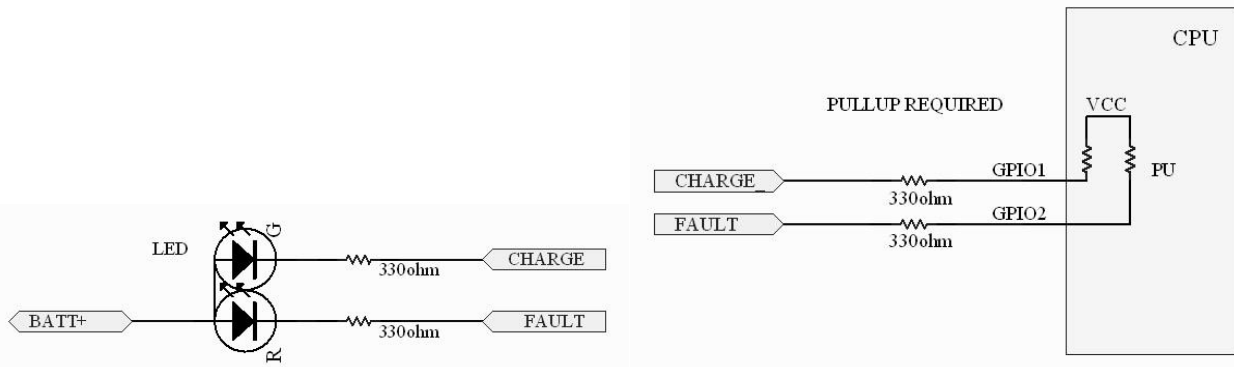 CPU
PULLUP REQUIRED
VCC
GPIO1
CHARGE_
330ohm
PU
GPIO2
FAULT
330ohm
LED
G
CHARGE
330ohm
BATT+
FAULT
330ohm
R